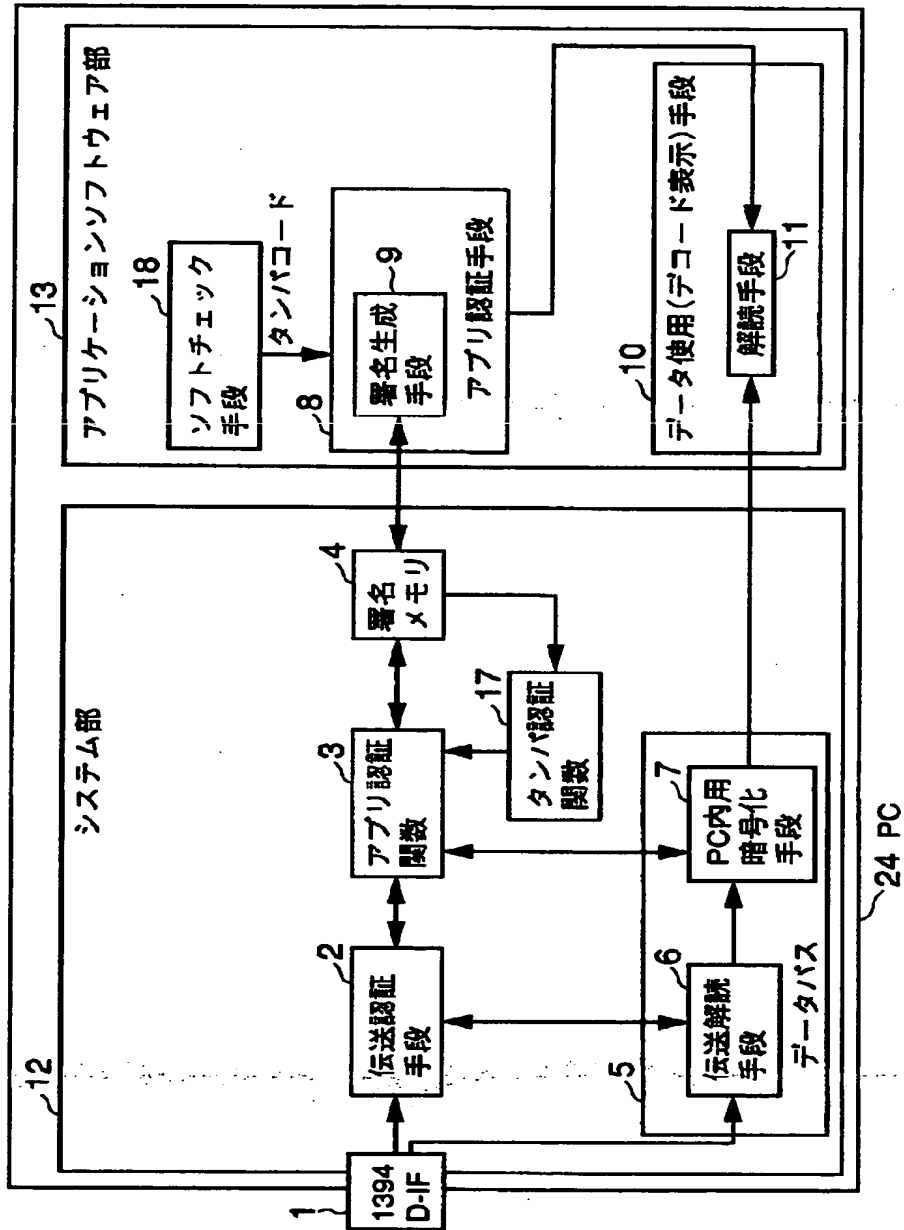 13
アプリケーションソフトウェア部
18
ソフトチェック
手段
タンパコード
8
9
署名生成
手段
アプリ認証手段
10
データ使用(デコード表示)手段
解読手段
11
12
システム部
1
1394
D-IF
2
伝送認証
手段
3
アプリ認証
関数
4
署名
メモリ
17
タンパ認証
関数
5
6
伝送解読
手段
7
PC内用
暗号化
手段
データパス
24 PC